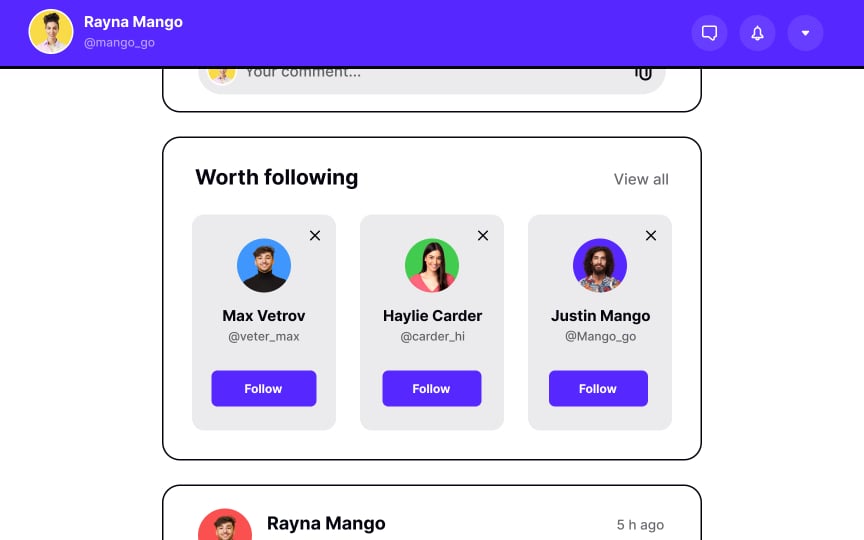 Rayna Mango
@mango_go
Your comment...
Worth following
View all
Max Vetrov
@veter_max
Follow
Haylie Carder
@carder_hi
Follow
Justin Mango
@Mango_go
Follow
Rayna Mango
5 h ago